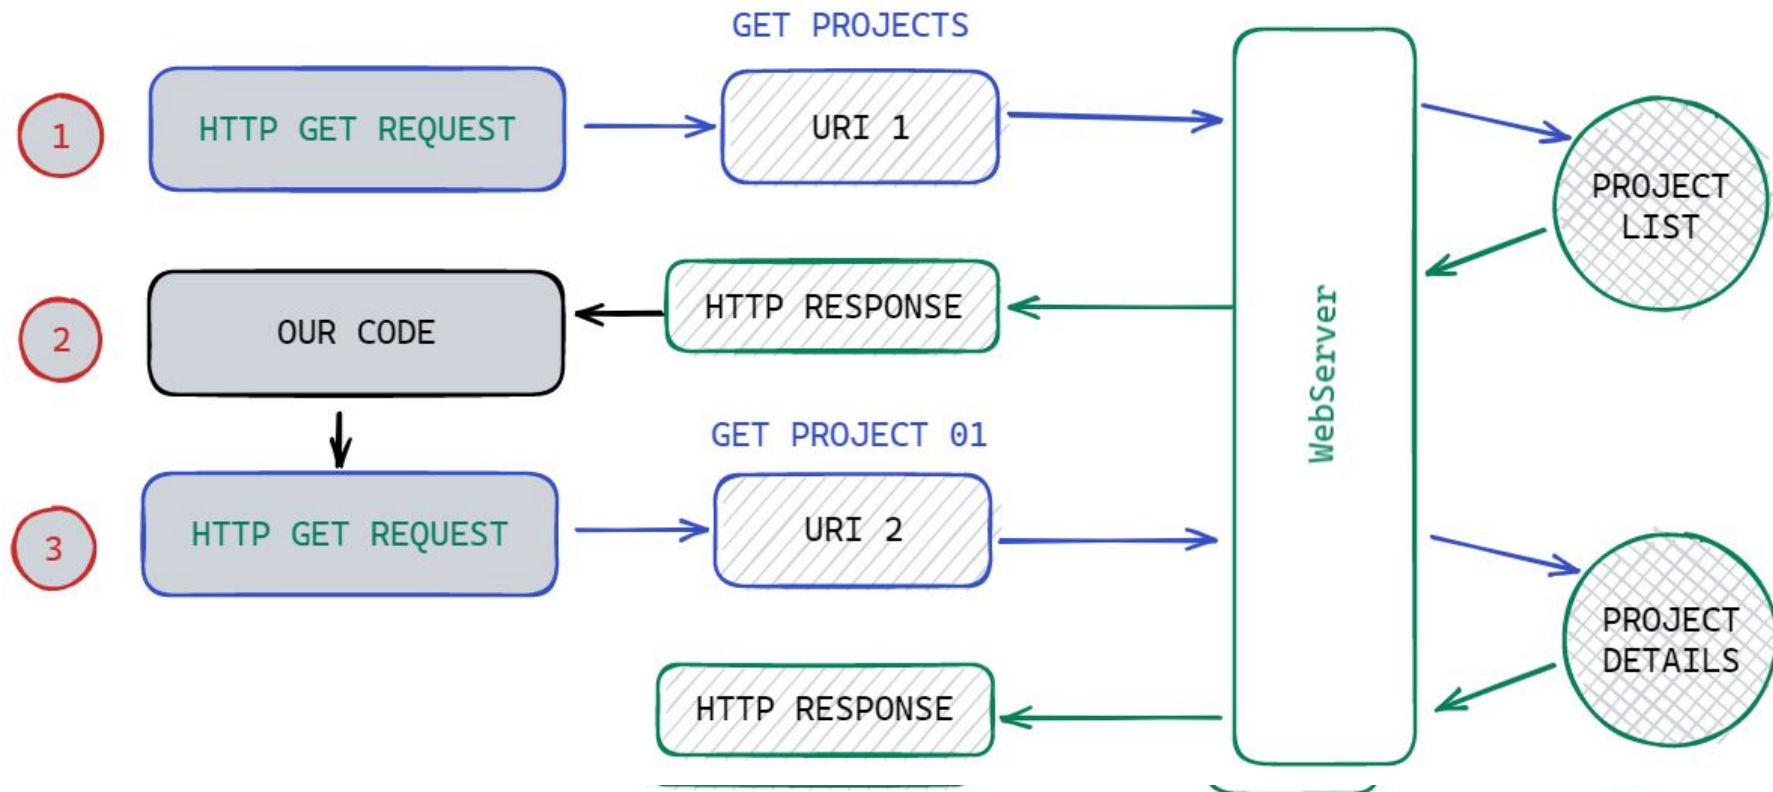 GET PROJECTS
1
HTTP GET REQUEST
URI 1
PROJECT
LIST
2
OUR CODE
HTTP RESPONSE
WebServer
GET PROJECT 01
3
HTTP GET REQUEST
URI 2
PROJECT
DETAILS
HTTP RESPONSE